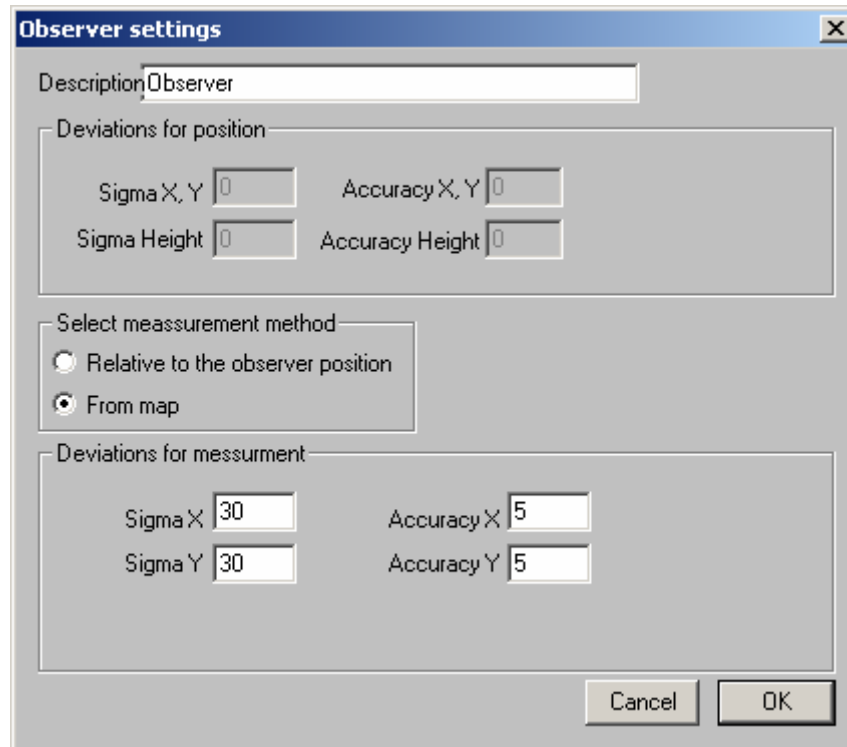 Observer settings
Description Observer
Deviations for position
Sigma X, Y 0 Accuracy X, Y 0
Sigma Height 0 Accuracy Height 0
Select meassurement method
Relative to the observer position
From map
Deviations for messurment
Sigma X 30 Accuracy X 5
Sigma Y 30 Accuracy Y 5
Cancel OK